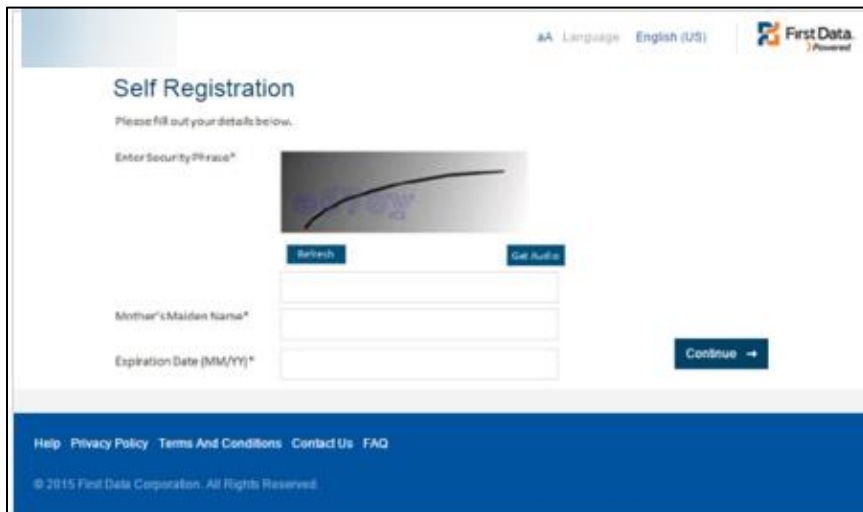 aA Language English (US)
First Data.
Powered
Self Registration
Please fill out your details below.
Enter Security Phrase*
Refresh Get Audio
Mother's Maiden Name*
Expiration Date (MM/YY)*
Continue →
Help Privacy Policy Terms And Conditions Contact Us FAQ
© 2015 First Data Corporation. All Rights Reserved.